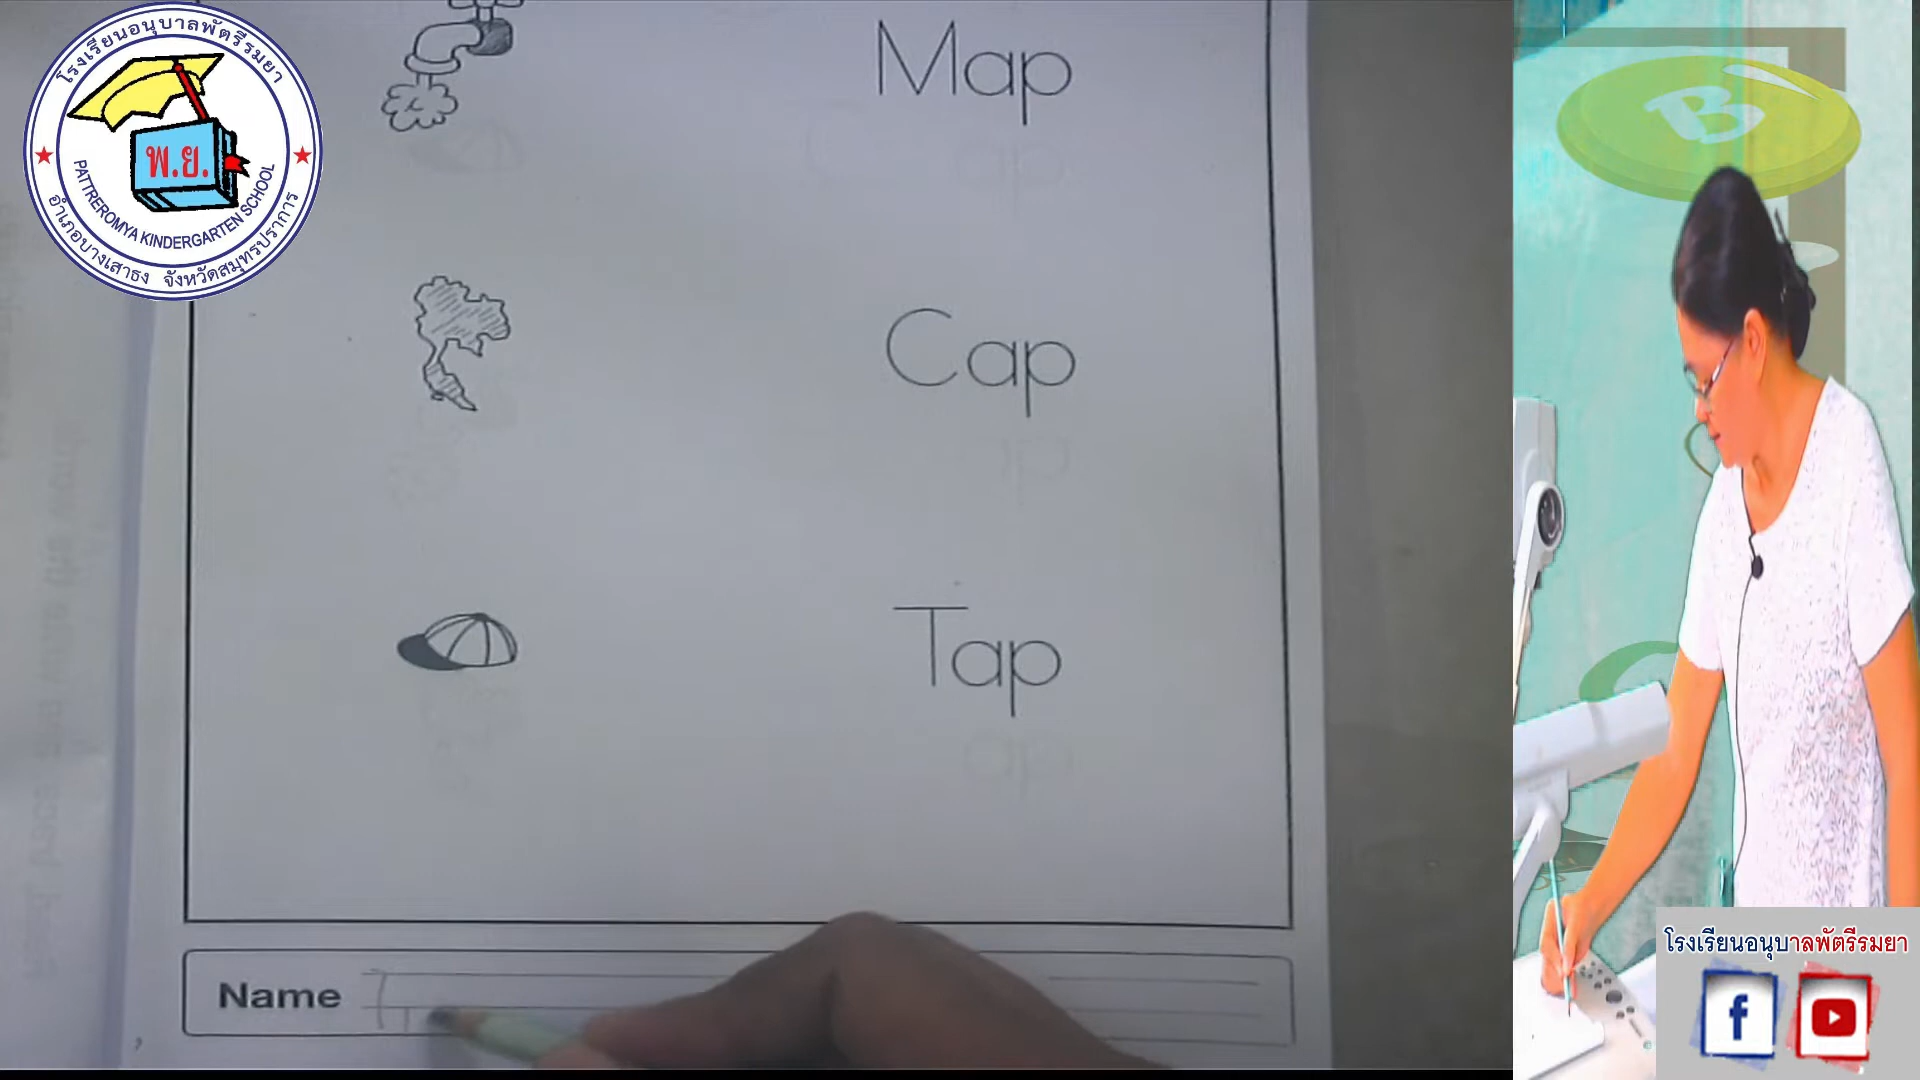 โรงเรียนอนุบาลพัตรีรมยา
พ.ย.
PATTREROMYA KINDERGARTEN SCHOOL
อำเภอบางเสาธง จังหวัดสมุทรปราการ
Map
Cap
Tap
Name
B
โรงเรียนอนุบาลพัตรีรมยา
f